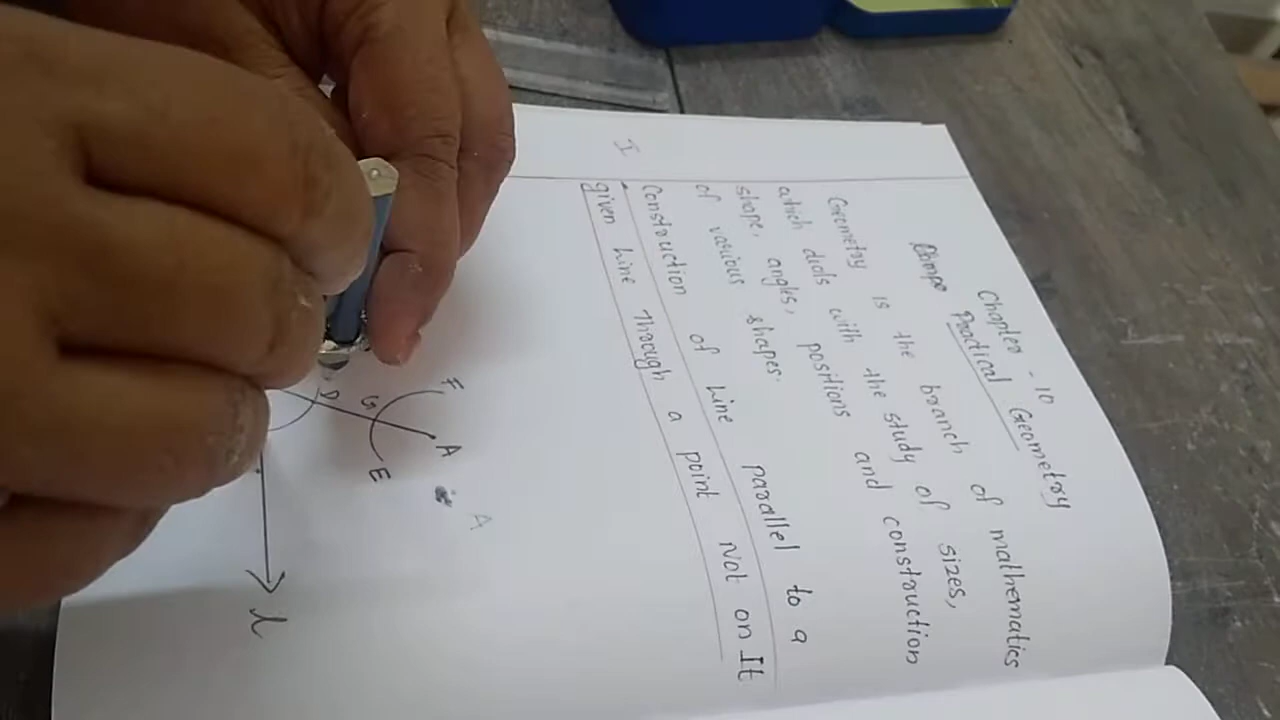 Chapter - 10
Practical Geometry
Geometry is the branch of mathematics
which dials with the study of sizes,
shape, angles, positions and construction
of various shapes.
I
Construction of Line parallel to a
given Line Through a point Not on It
A
A
F
G
E
D
l